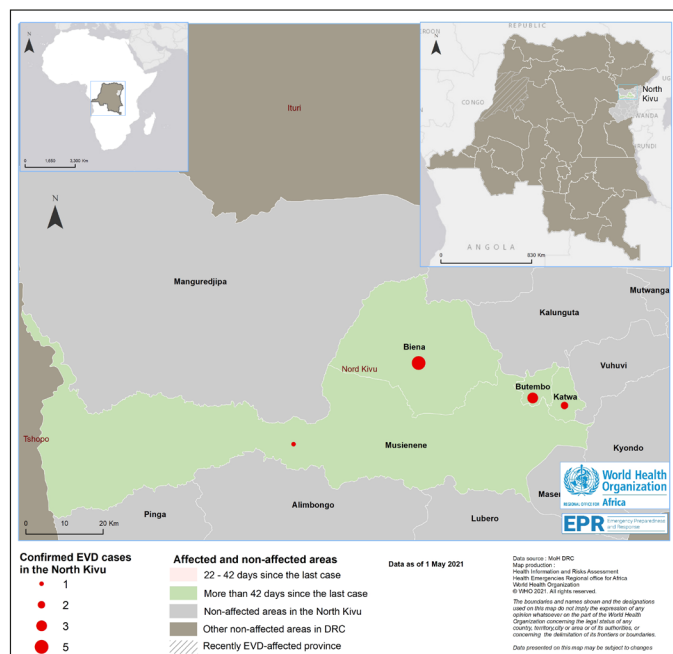 N
0 1,655 3,300 Km
Ituri
REPUBLIC
N
UG
North
Kivu
CONGO
WANDA
RUNDI
ANGOLA
0 830 Km
N
Manguredjipa
Mutwanga
Kalunguta
Biena
Vuhuvi
Nord Kivu
Butembo
Katwa
Tshopo
Musienene
Kyondo
Pinga
Alimbongo
Lubero
Maser
0 10 20 Km
World Health
Organization
REGIONAL OFFICE FOR Africa
EPR Emergency Preparedness
and Response
Confirmed EVD cases
in the North Kivu
1
2
3
5
Affected and non-affected areas
22 - 42 days since the last case
More than 42 days since the last case
Non-affected areas in the North Kivu
Other non-affected areas in DRC
Recently EVD-affected province
Data as of 1 May 2021
Data source : MoH DRC
Map production :
Health Information and Risks Assessment
Health Emergencies Regional office for Africa
World Health Organization
© WHO 2021. All rights reserved.
The boundaries and names shown and the designations
used on this map do not imply the expression of any
opinion whatsoever on the part of the World Health
Organization concerning the legal status of any
country, territory,city or area or of its authorities, or
concerning the delimitation of its frontiers or boundaries.
Data presented on this map may be subject to changes